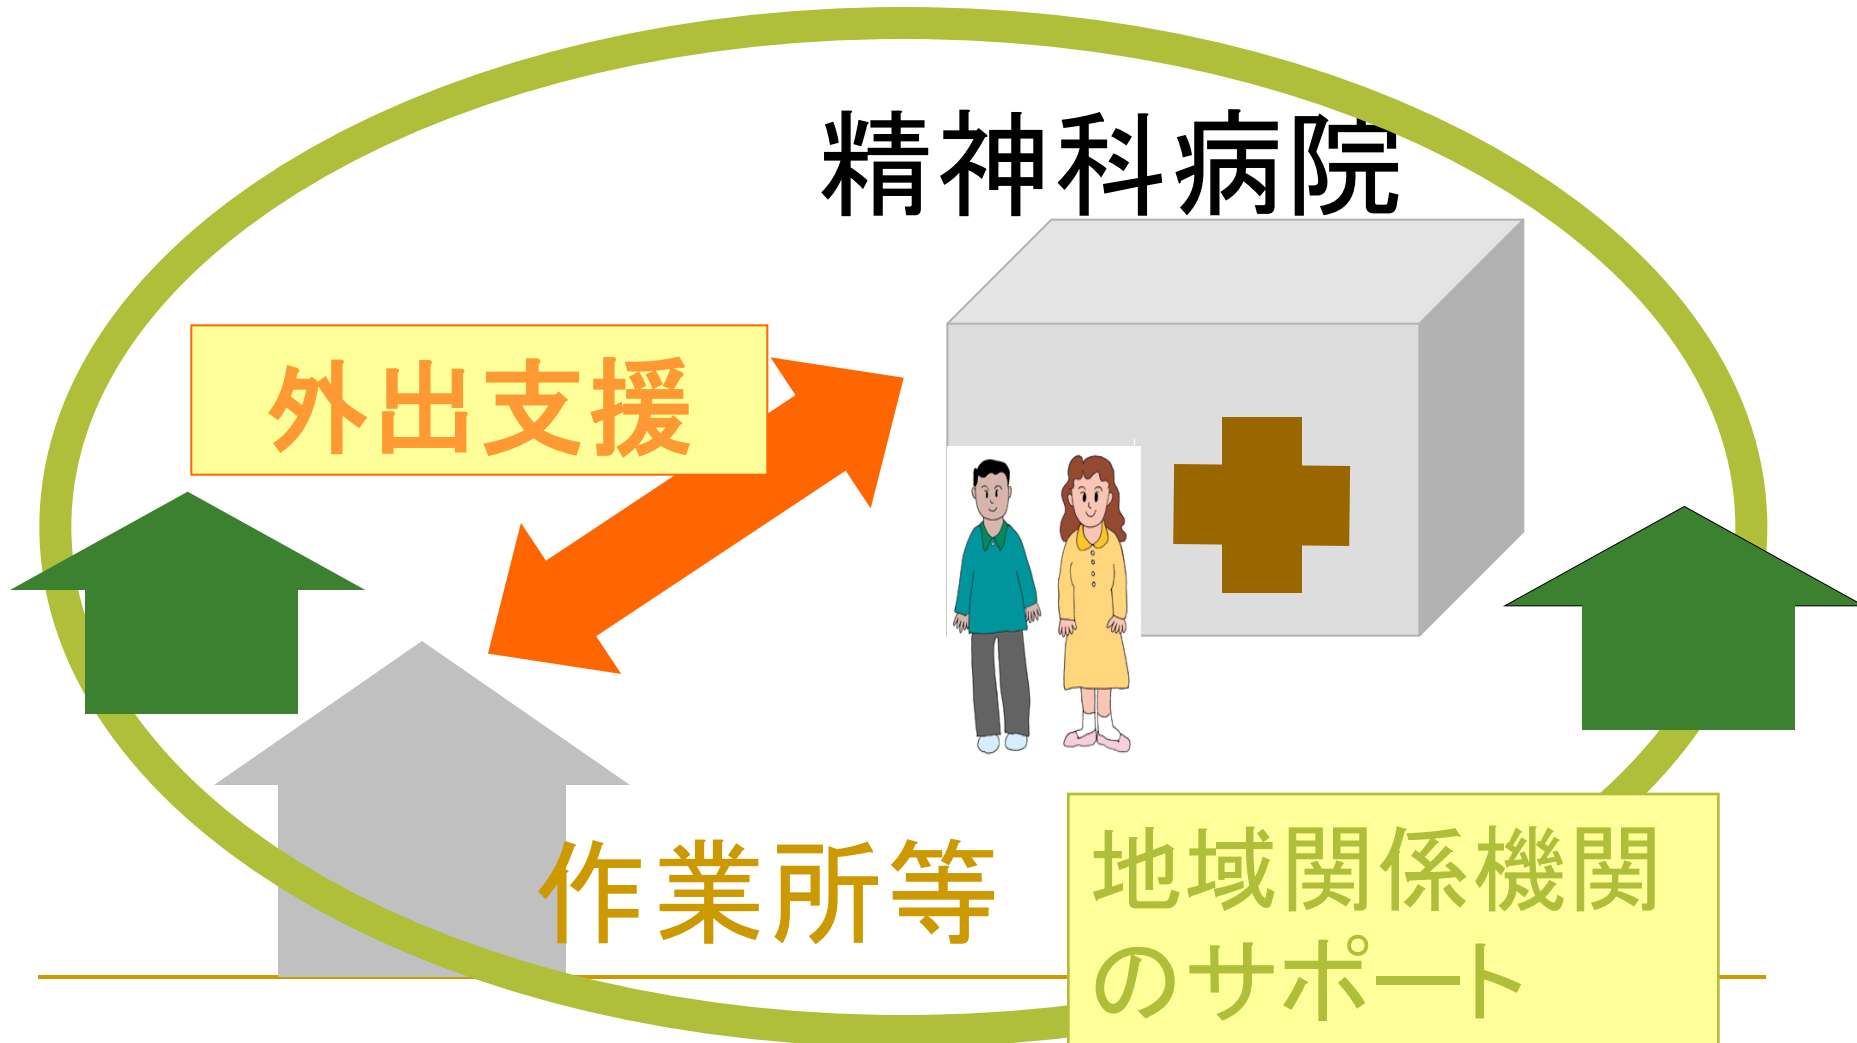 精神科病院
外出支援
作業所等
地域関係機関
のサポート